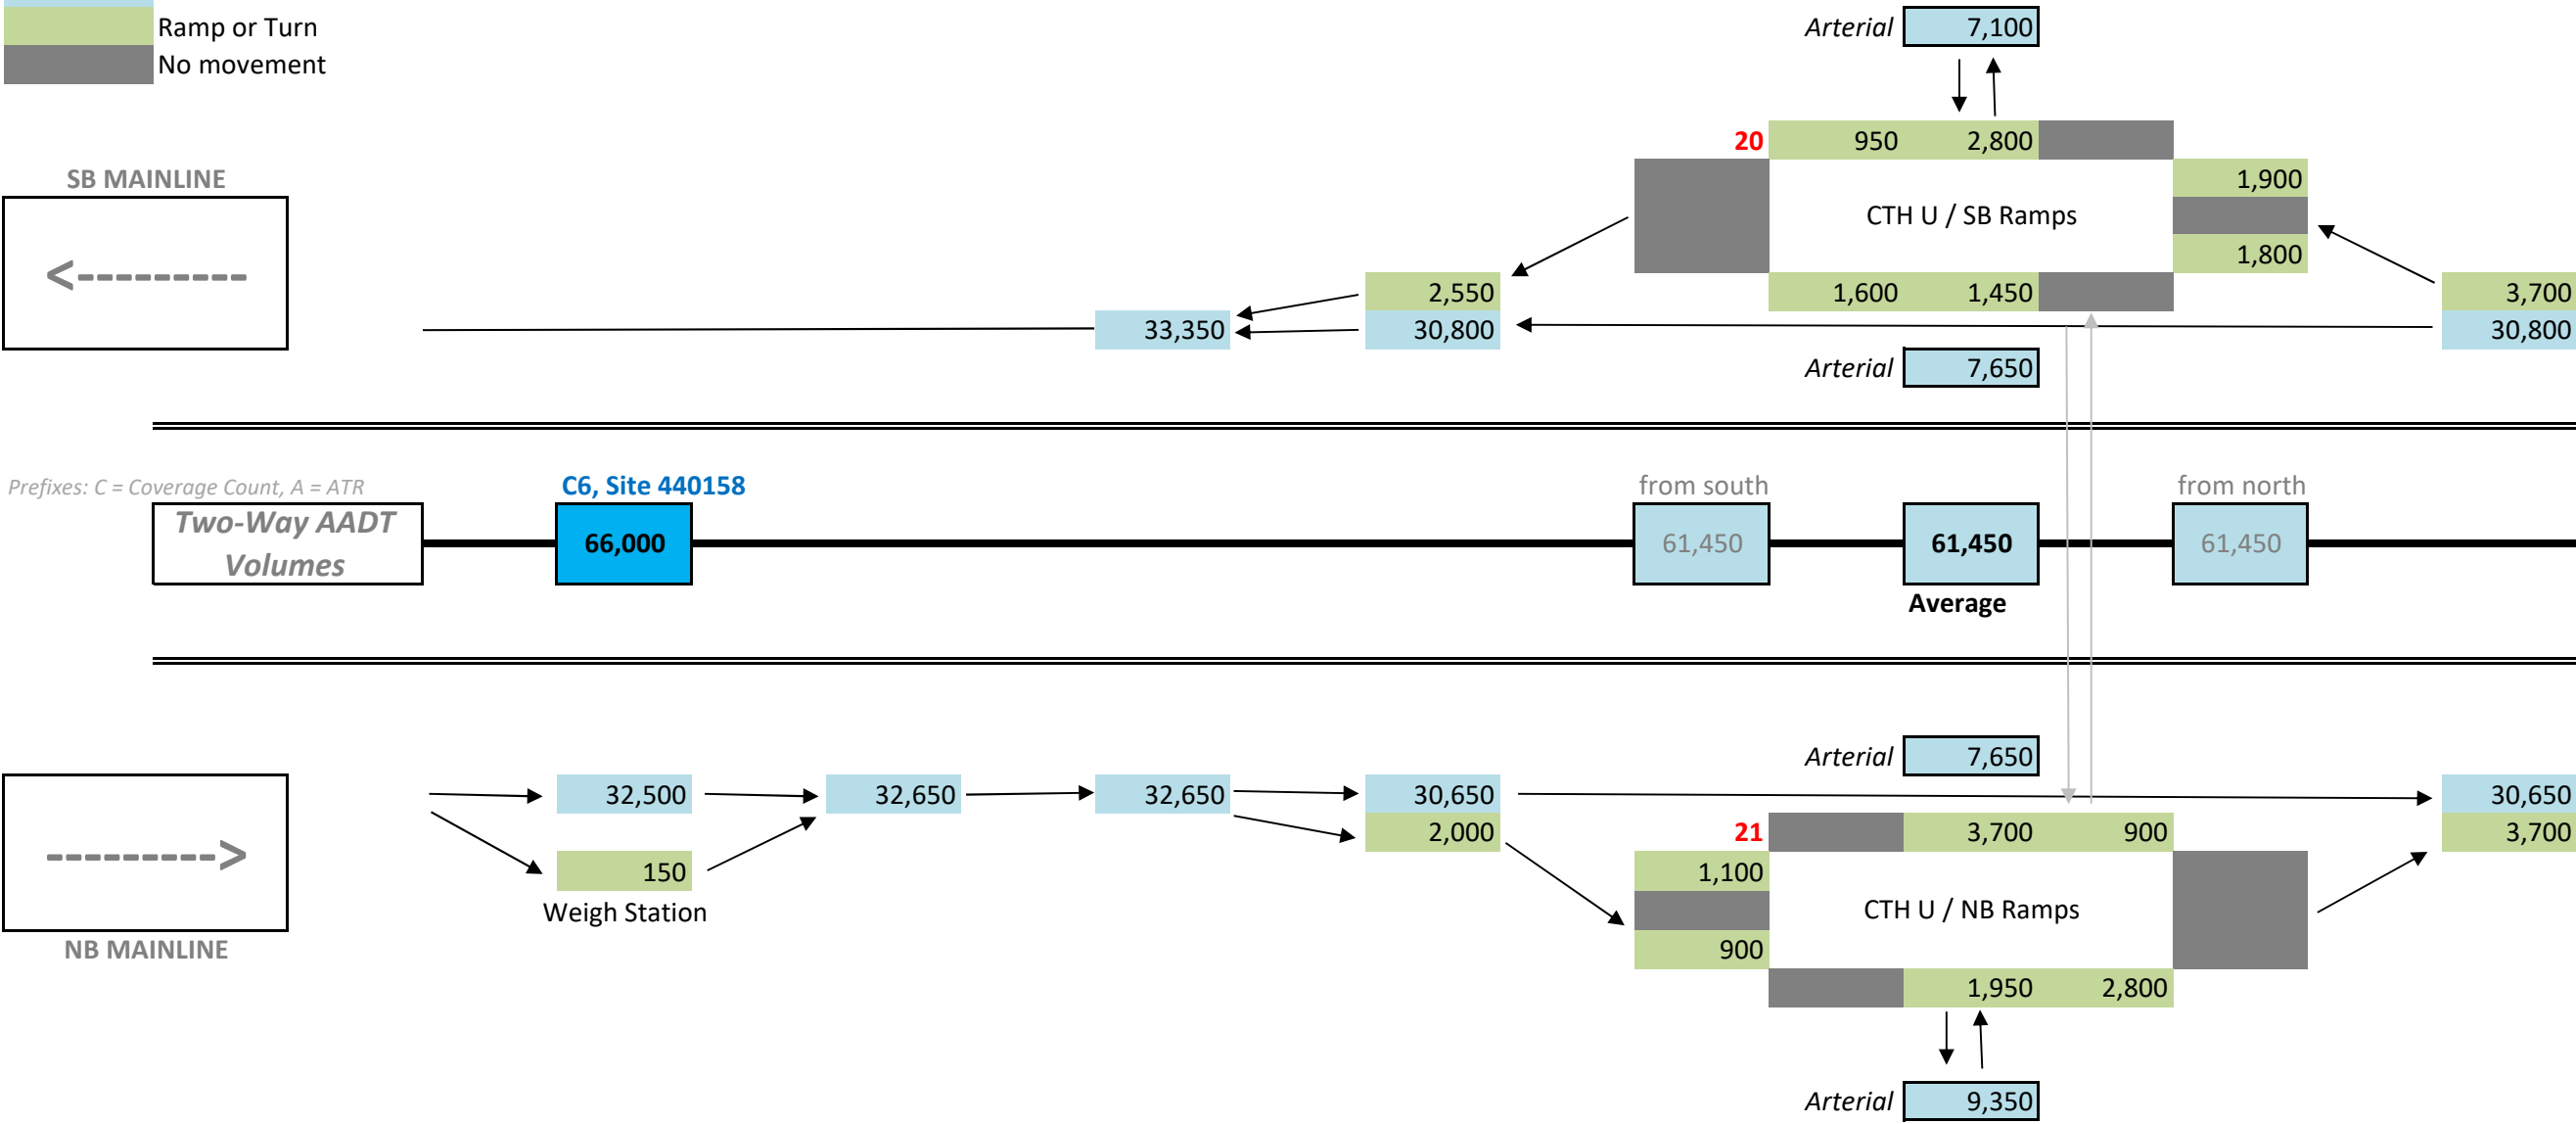 Ramp or Turn
No movement
Arterial 7,100
20 950 2,800
SB MAINLINE
1,900
CTH U / SB Ramps
1,800
<---------
2,550 1,600 1,450 3,700
33,350 30,800 30,800
Arterial 7,650
Prefixes: C = Coverage Count, A = ATR
C6, Site 440158
from south
from north
Two-Way AADT
Volumes
66,000
61,450
61,450
61,450
Average
Arterial 7,650
32,500 32,650 32,650 30,650 30,650
2,000 21 3,700 900 3,700
--------->
150 1,100
Weigh Station
CTH U / NB Ramps
NB MAINLINE
900
1,950 2,800
Arterial 9,350